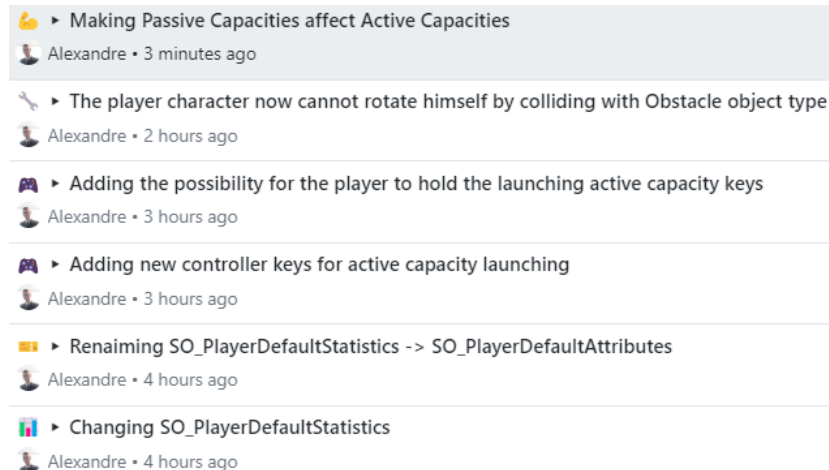 💪 ▸ Making Passive Capacities affect Active Capacities
Alexandre • 3 minutes ago
🔧 ▸ The player character now cannot rotate himself by colliding with Obstacle object type
Alexandre • 2 hours ago
🎮 ▸ Adding the possibility for the player to hold the launching active capacity keys
Alexandre • 3 hours ago
🎮 ▸ Adding new controller keys for active capacity launching
Alexandre • 3 hours ago
🎫 ▸ Renaiming SO_PlayerDefaultStatistics -> SO_PlayerDefaultAttributes
Alexandre • 4 hours ago
📊 ▸ Changing SO_PlayerDefaultStatistics
Alexandre • 4 hours ago